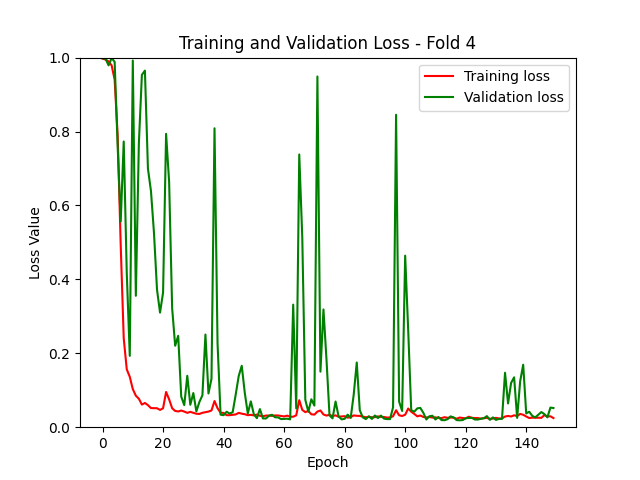 Training and Validation Loss - Fold 4
Training loss
Validation loss
Loss Value
1.0
0.8
0.6
0.4
0.2
0.0
0 20 40 60 80 100 120 140
Epoch